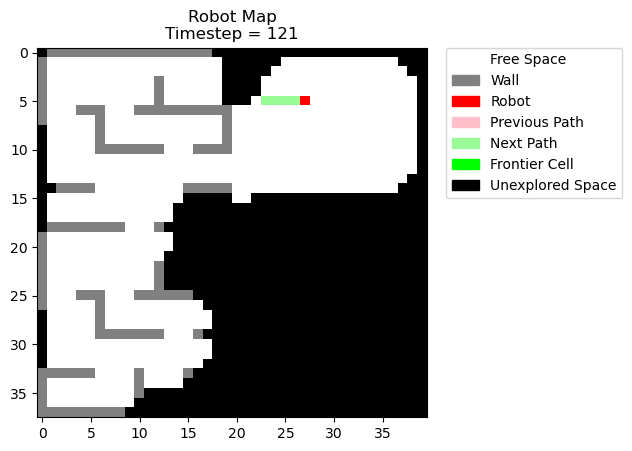 Robot Map
Timestep = 121
0
5
10
15
20
25
30
35
0
5
10
15
20
25
30
35
Free Space
Wall
Robot
Previous Path
Next Path
Frontier Cell
Unexplored Space